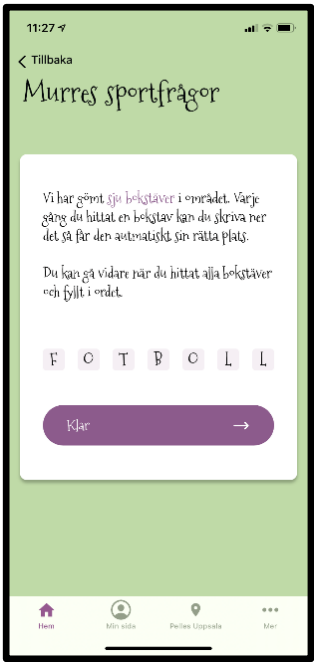 11:27
Tillbaka
Murres sportfrågor
Vi har gömt sju bokstäver i området. Varje
gång du hittat en bokstav kan du skriva ner
det så får den autmatiskt sin rätta plats.
Du kan gå vidare när du hittat alla bokstäver
och fyllt i ordet.
F O T B O L L
Klar
Hem Min sida Pelles Uppsala Mer